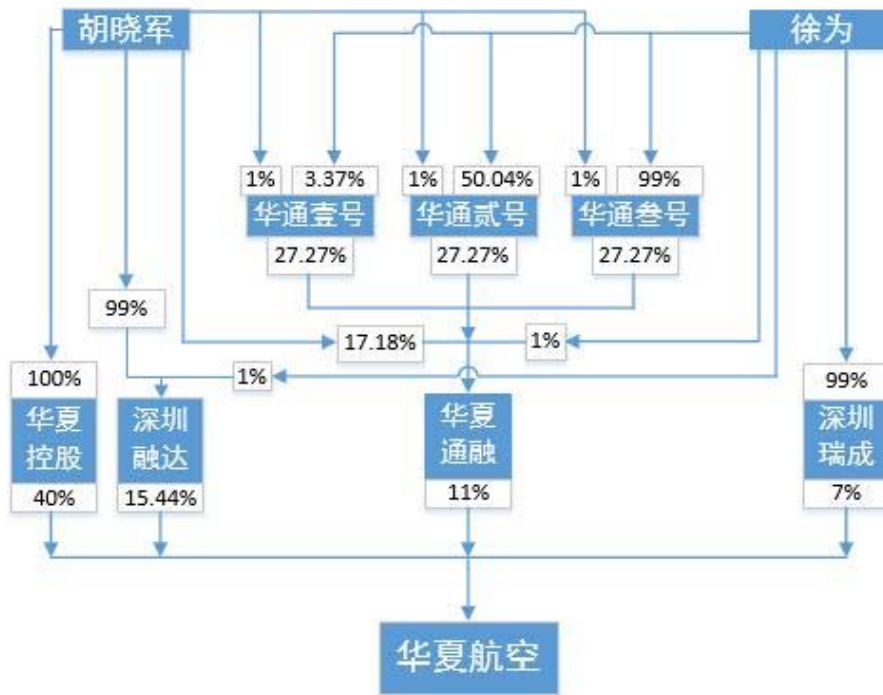 胡晓军
徐为
1%
3.37%
1%
50.04%
1%
99%
华通壹号
华通贰号
华通叁号
27.27%
27.27%
27.27%
99%
17.18%
1%
100%
1%
99%
华夏
控股
深圳
融达
华夏
通融
深圳
瑞成
40%
15.44%
11%
7%
华夏航空